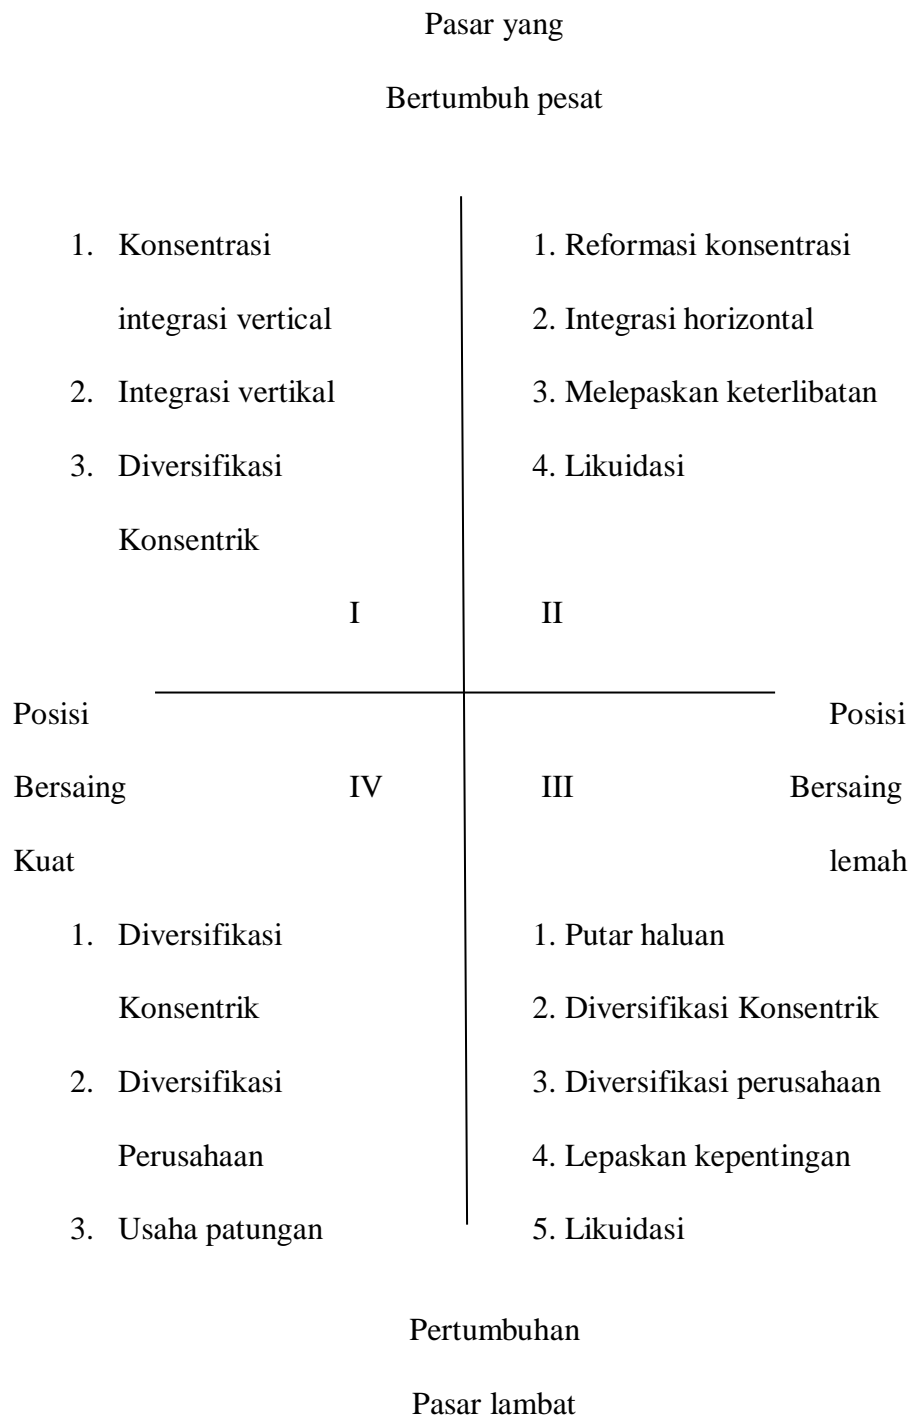 Pasar yang
Bertumbuh pesat
1. Konsentrasi
integrasi vertical
2. Integrasi vertikal
3. Diversifikasi
Konsentrik
1. Reformasi konsentrasi
2. Integrasi horizontal
3. Melepaskan keterlibatan
4. Likuidasi
I
II
Posisi
Bersaing
Kuat
Posisi
Bersaing
lemah
IV
III
1. Diversifikasi
Konsentrik
2. Diversifikasi
Perusahaan
3. Usaha patungan
1. Putar haluan
2. Diversifikasi Konsentrik
3. Diversifikasi perusahaan
4. Lepaskan kepentingan
5. Likuidasi
Pertumbuhan
Pasar lambat